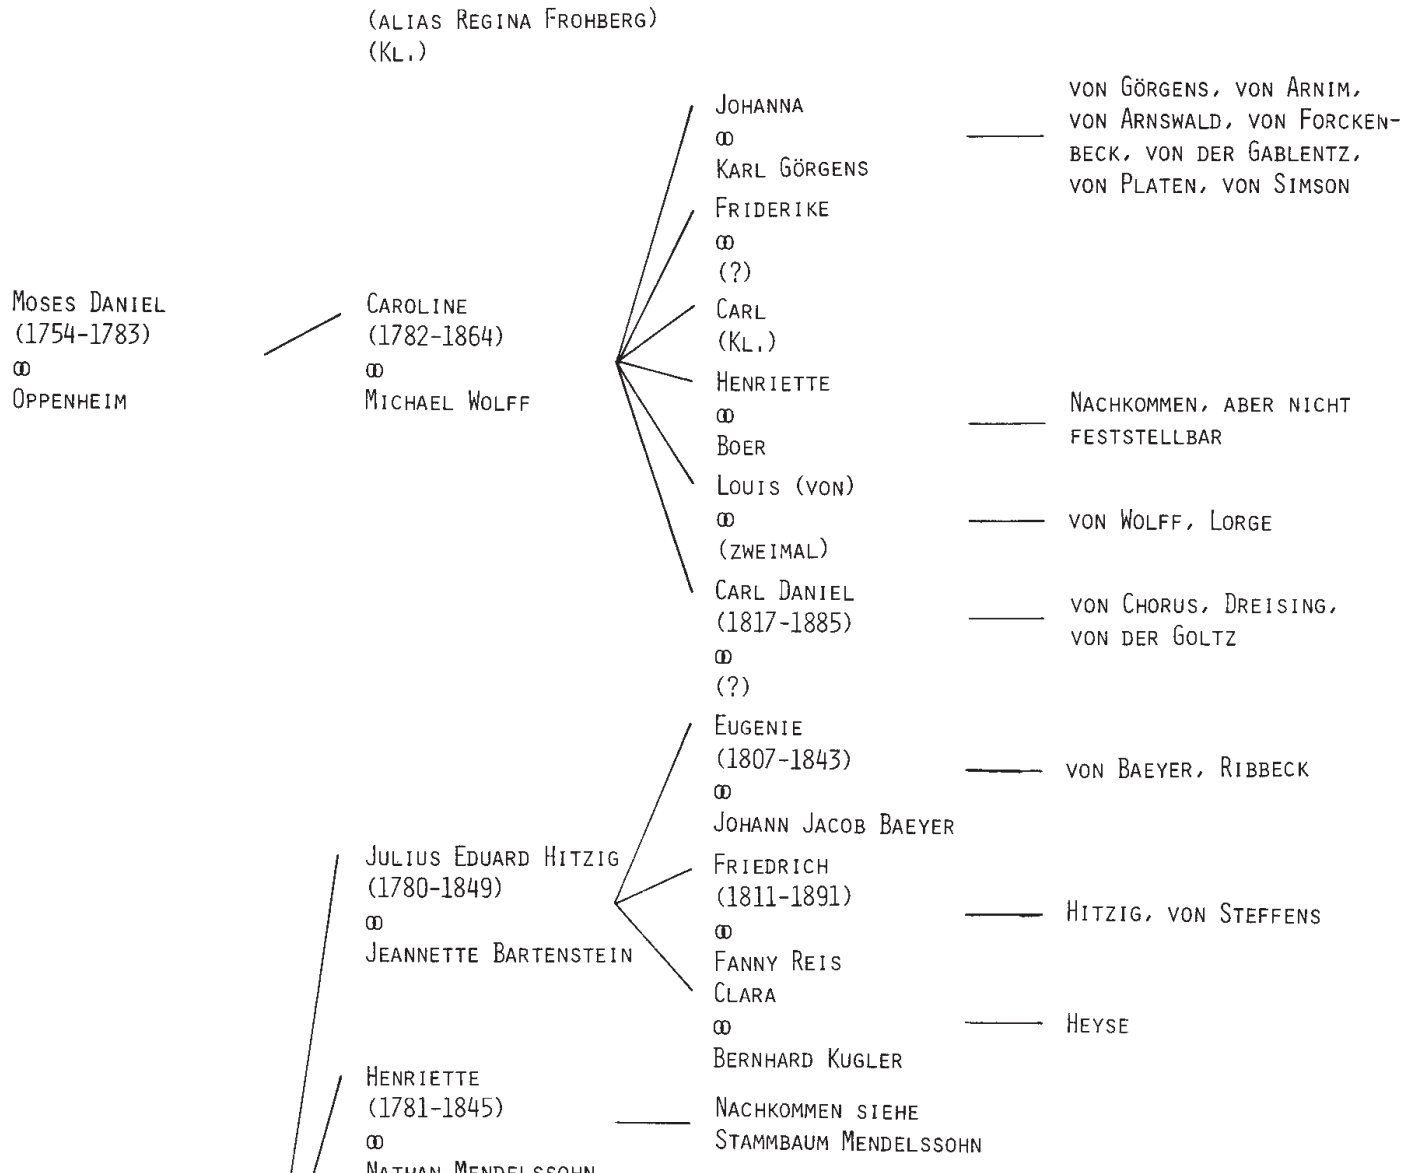 (ALIAS REGINA FROHBERG)
(KL.)
MOSES DANIEL
(1754-1783)
∞
OPPENHEIM
CAROLINE
(1782-1864)
∞
MICHAEL WOLFF
JOHANNA
∞
KARL GÖRGENS
VON GÖRGENS, VON ARNIM,
VON ARNSWALD, VON FORCKEN-
BECK, VON DER GABLENTZ,
VON PLATEN, VON SIMSON
FRIDERIKE
∞
(?)
CARL
(KL.)
HENRIETTE
∞
BOER
NACHKOMMEN, ABER NICHT
FESTSTELLBAR
LOUIS (VON)
∞
(ZWEIMAL)
VON WOLFF, LORGE
CARL DANIEL
(1817-1885)
∞
(?)
VON CHORUS, DREISING,
VON DER GOLTZ
JULIUS EDUARD HITZIG
(1780-1849)
∞
JEANNETTE BARTENSTEIN
EUGENIE
(1807-1843)
∞
JOHANN JACOB BAEYER
VON BAEYER, RIBBECK
FRIEDRICH
(1811-1891)
∞
FANNY REIS
HITZIG, VON STEFFENS
CLARA
∞
BERNHARD KUGLER
HEYSE
HENRIETTE
(1781-1845)
∞
NATHAN MENDELSSOHN
NACHKOMMEN SIEHE
STAMMBAUM MENDELSSOHN